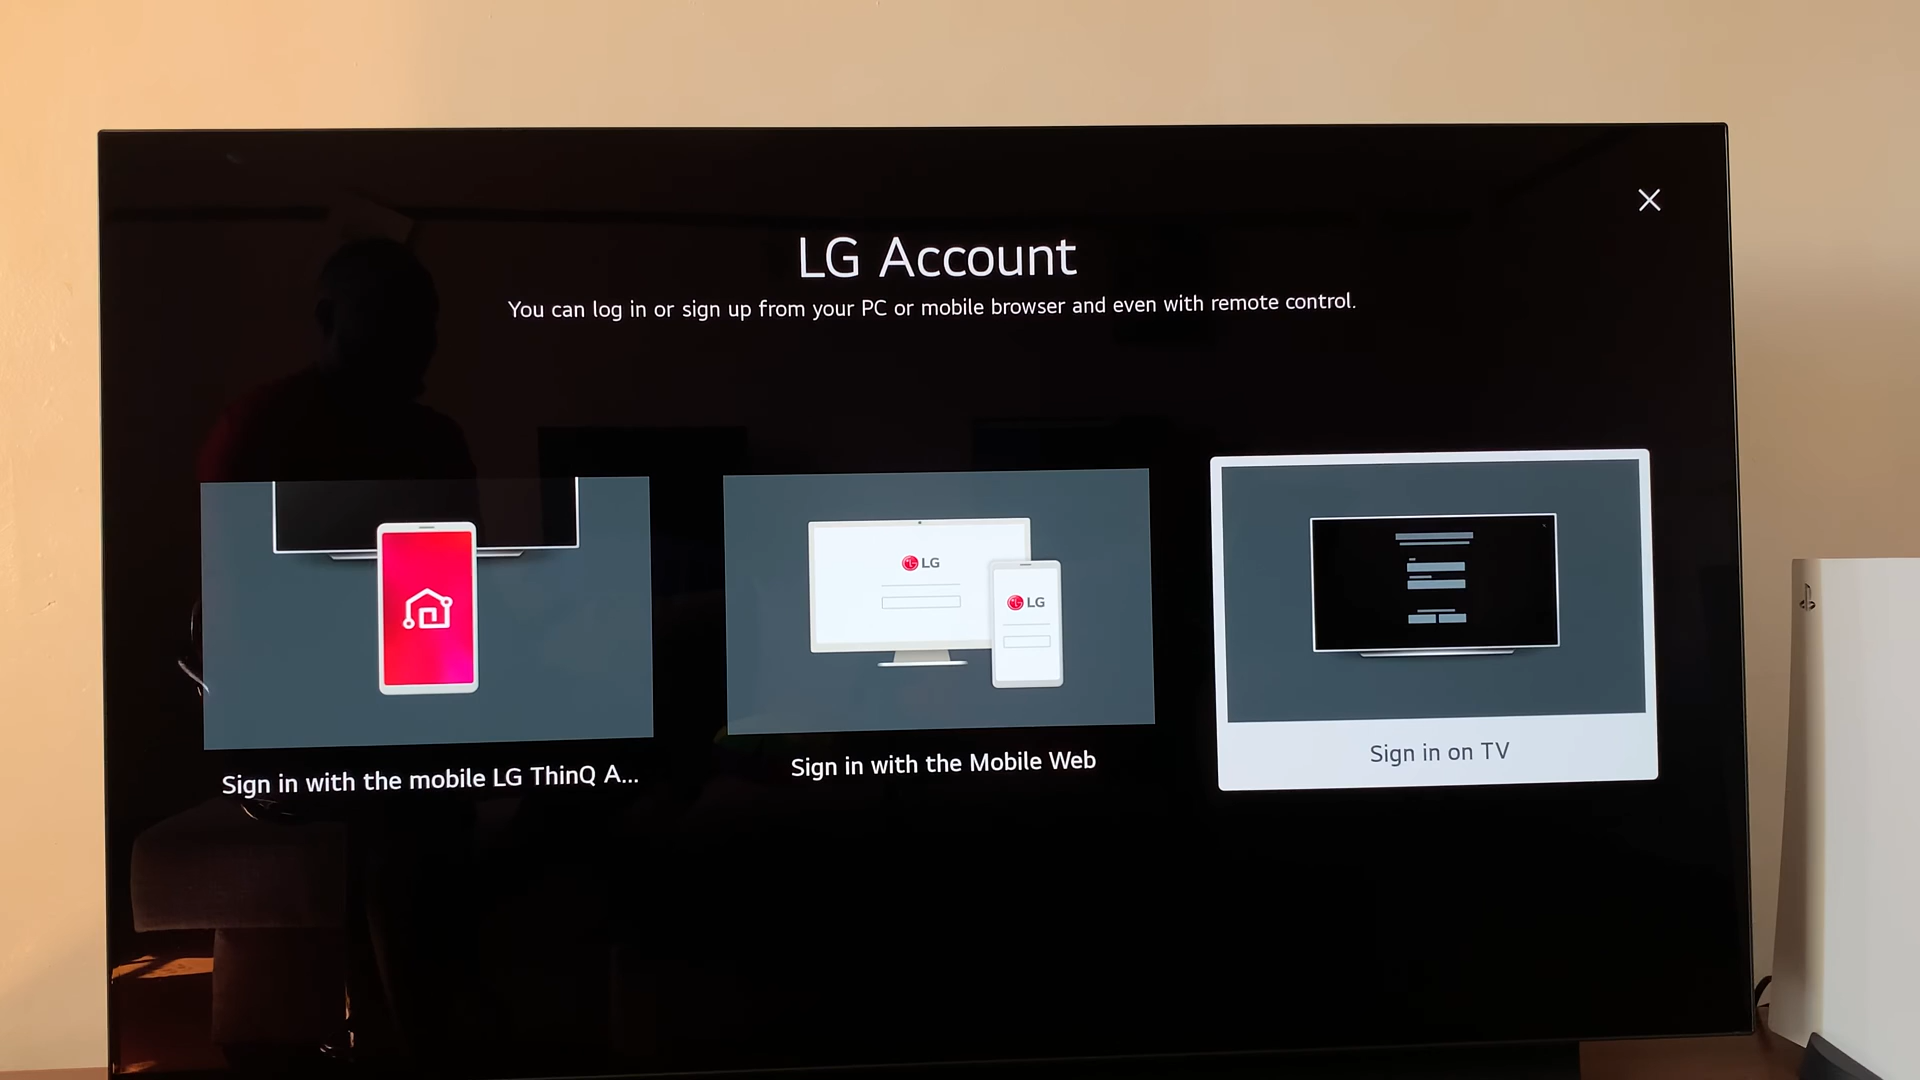 LG Account
You can log in or sign up from your PC or mobile browser and even with remote control.
LG
LG
Sign in with the mobile LG ThinQ A...
Sign in with the Mobile Web
Sign in on TV